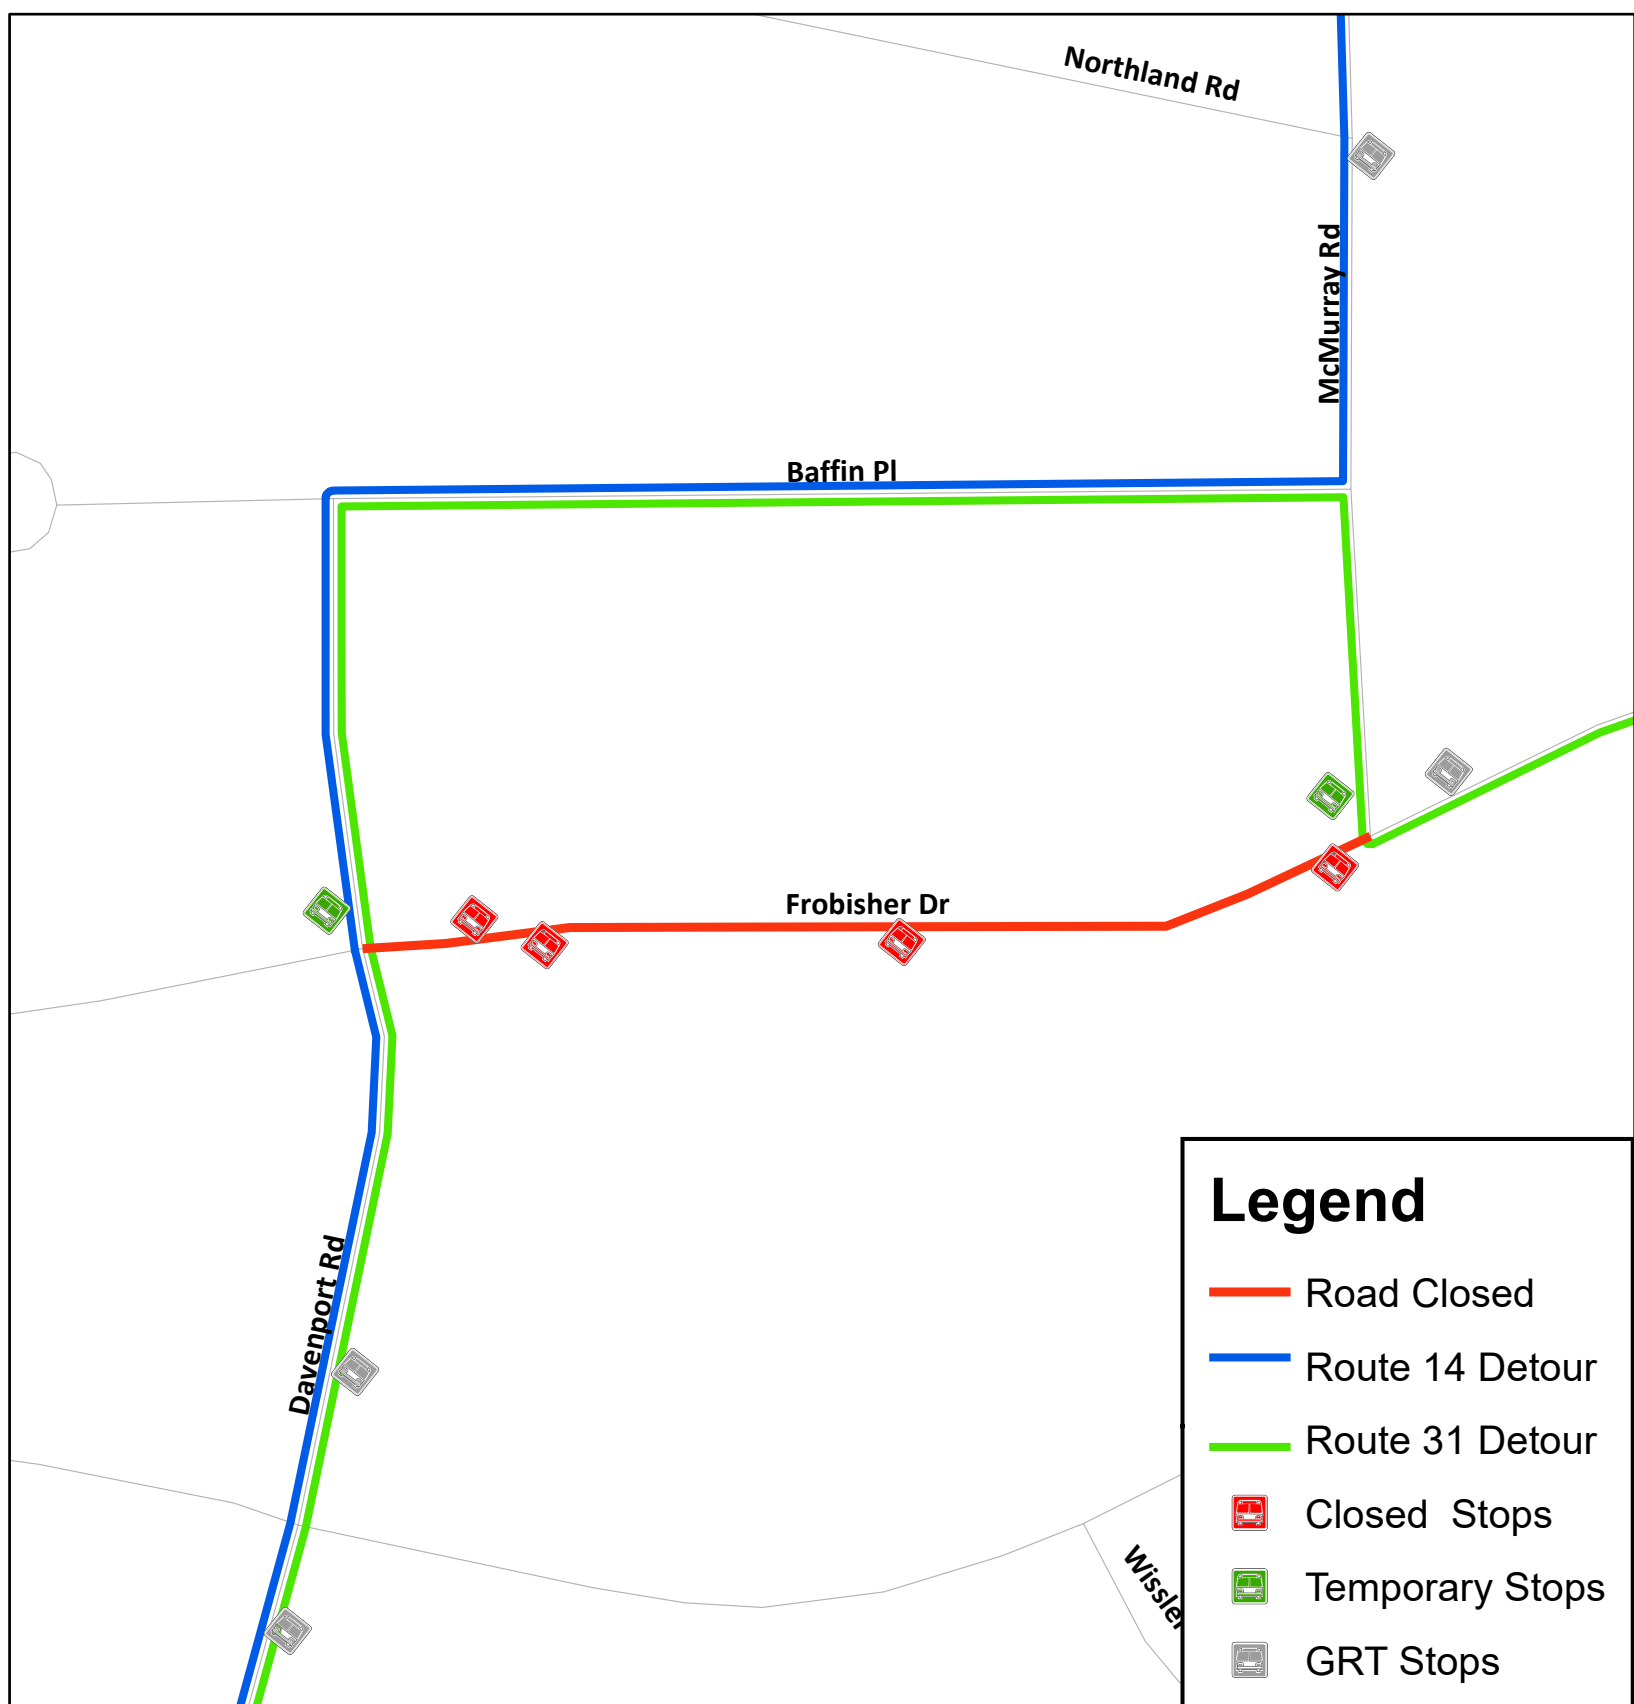 Northland Rd
McMurray Rd
Baffin Pl
Frobisher Dr
Davenport Rd
Legend
Road Closed
Route 14 Detour
Route 31 Detour
Closed Stops
Wissler
Temporary Stops
GRT Stops